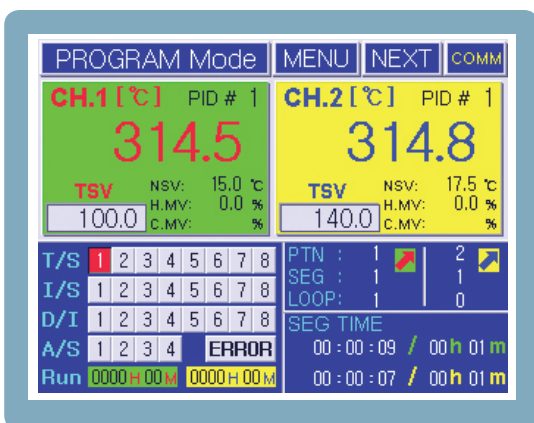 PROGRAM Mode MENU NEXT COMM
CH.1 [℃] PID # 1
314.5
TSV NSV: 15.0 ℃
H.MV: 0.0 %
100.0 C.MV: %
CH.2 [℃] PID # 1
314.8
TSV NSV: 17.5 ℃
H.MV: 0.0 %
140.0 C.MV: %
T/S 1 2 3 4 5 6 7 8
I/S 1 2 3 4 5 6 7 8
D/I 1 2 3 4 5 6 7 8
A/S 1 2 3 4 ERROR
Run 0000 H 00 M 0000 H 00 M
PTN : 1 2
SEG : 1 1
LOOP: 1 0
SEG TIME
00 : 00 : 09 / 00 h 01 m
00 : 00 : 07 / 00 h 01 m